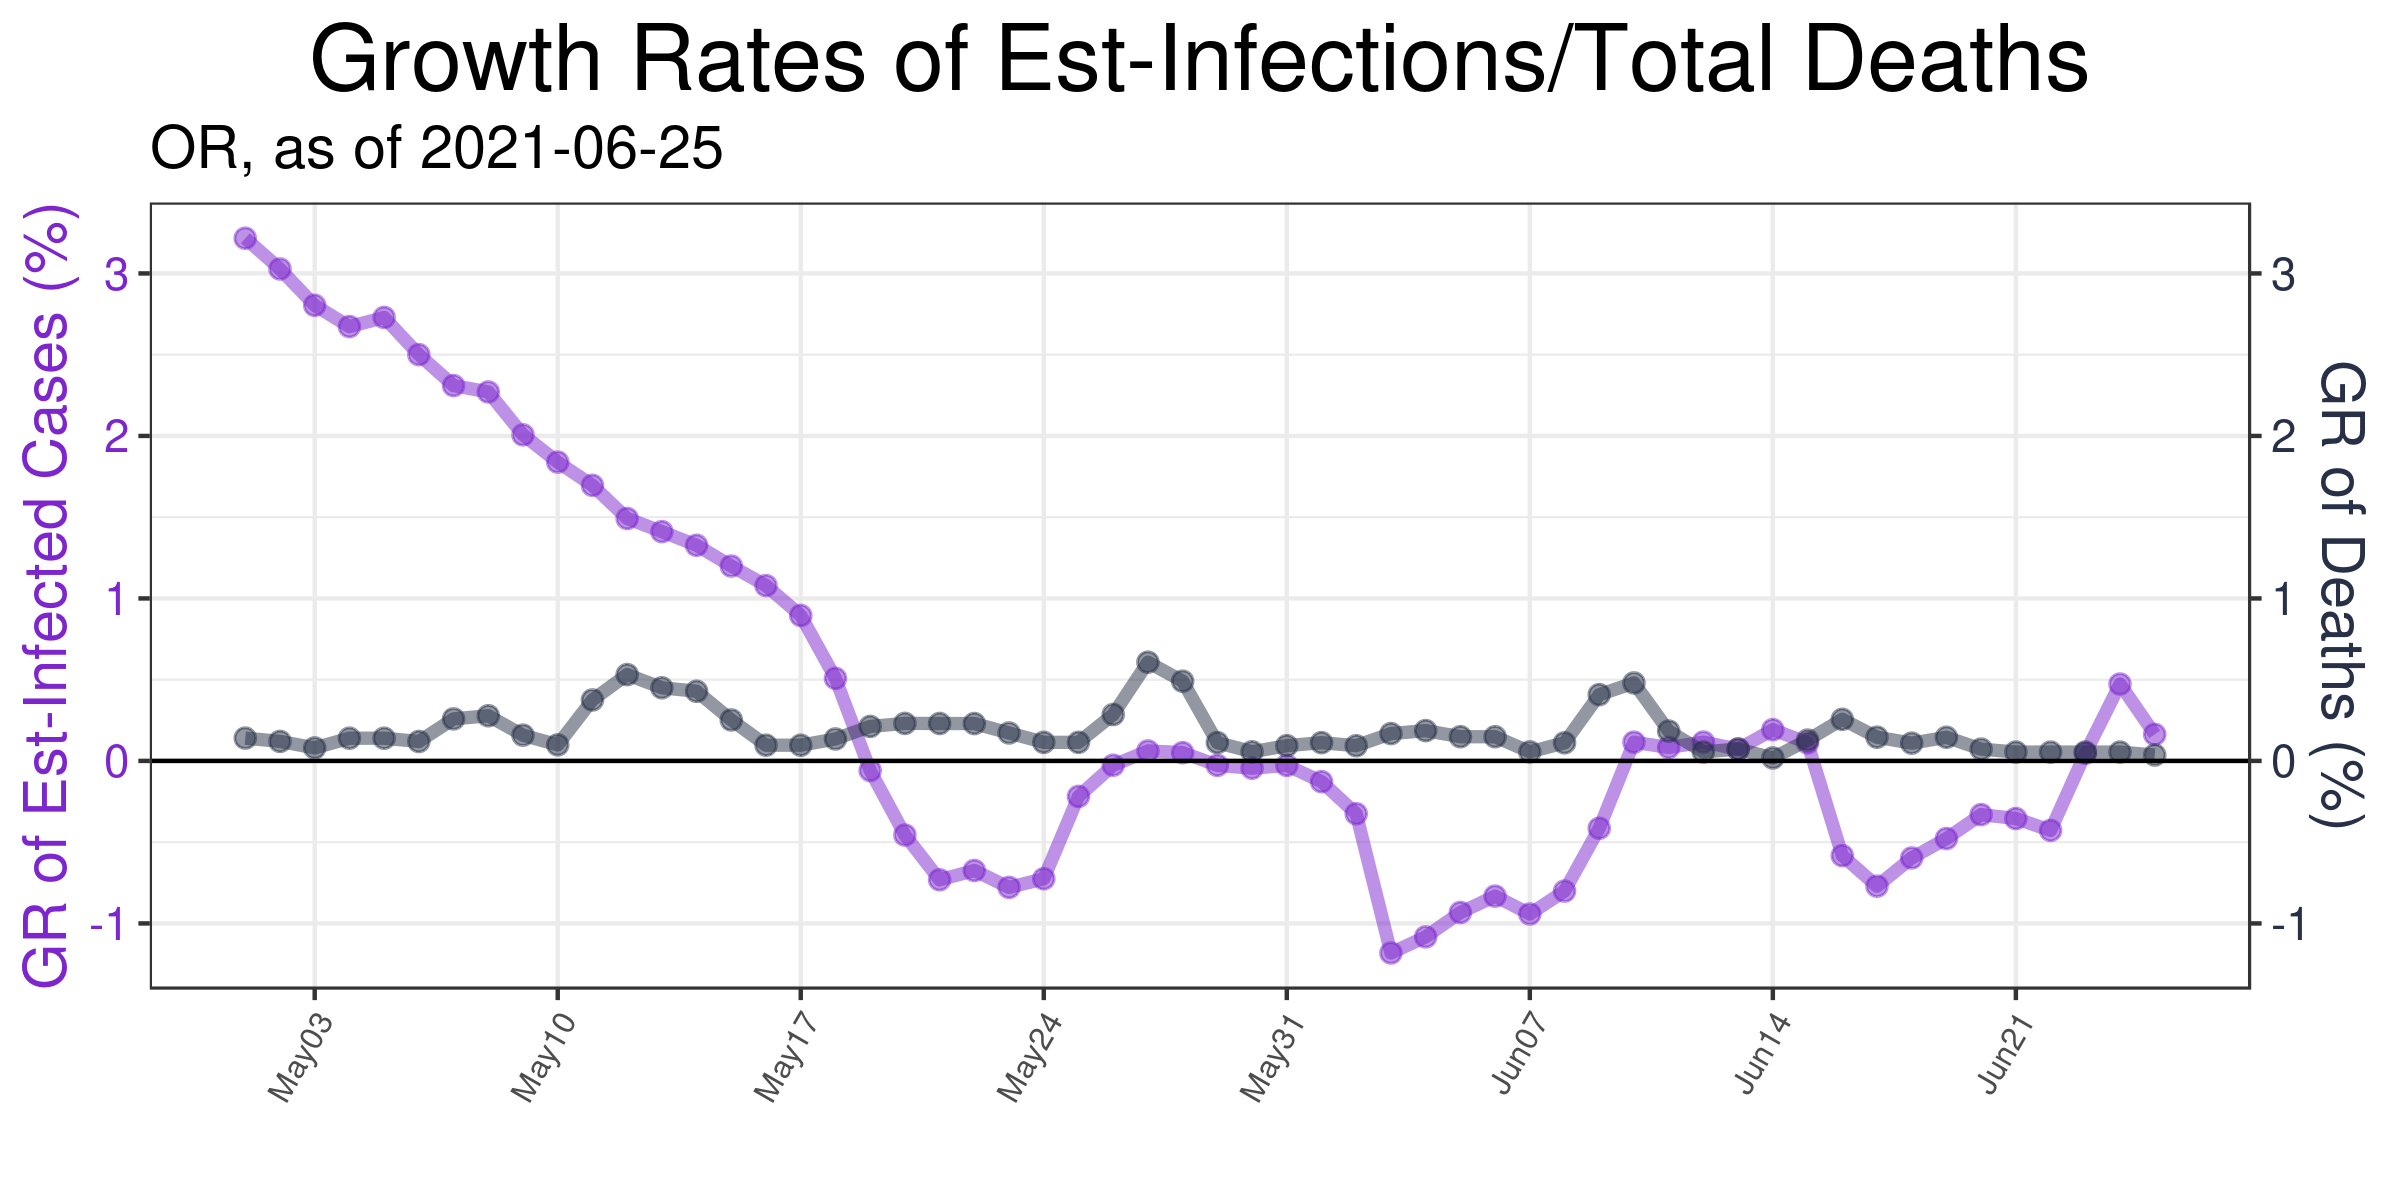 Growth Rates of Est-Infections/Total Deaths
OR, as of 2021-06-25
GR of Est-Infected Cases (%)
3
2
1
0
-1
3
2
1
0
-1
GR of Deaths (%)
May03
May10
May17
May24
May31
Jun07
Jun14
Jun21